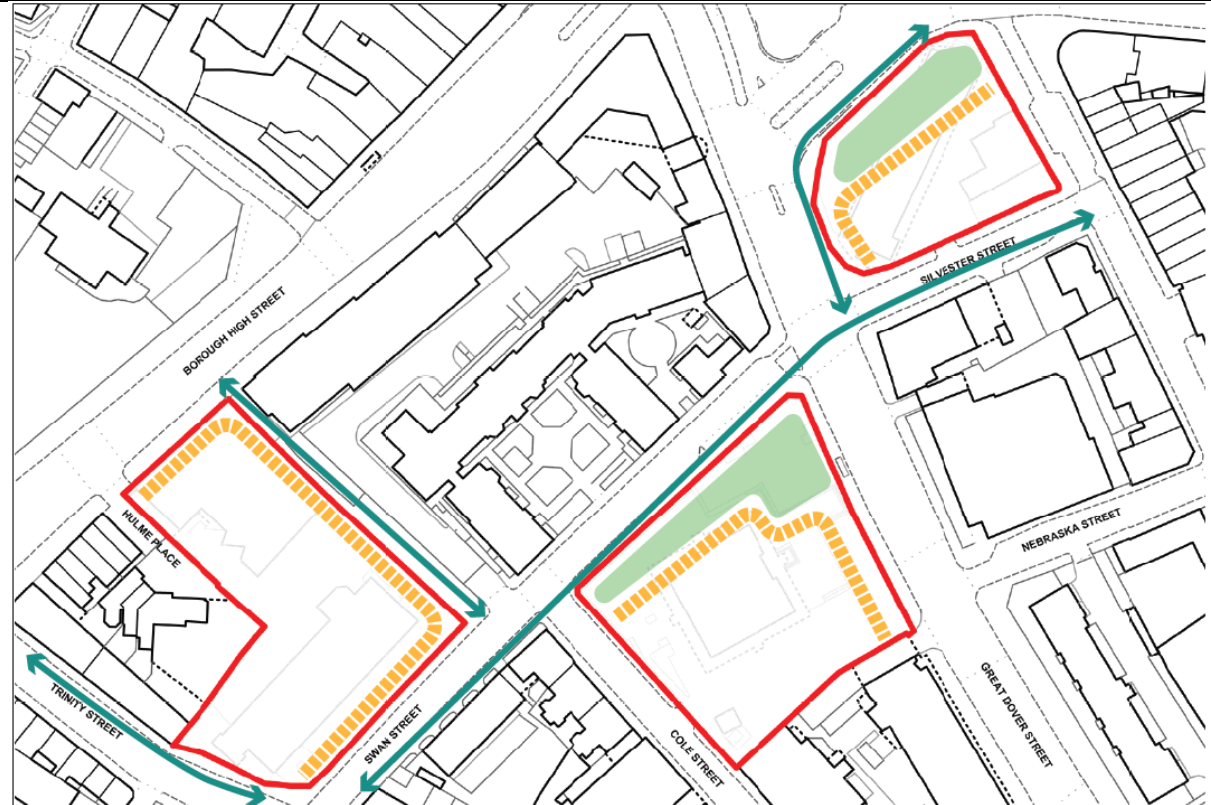 SILVESTER STREET
BOROUGH HIGH STREET
HULME PLACE
NEBRASKA STREET
TRINITY STREET
SWAN STREET
COLE STREET
GREAT DOVER STREET